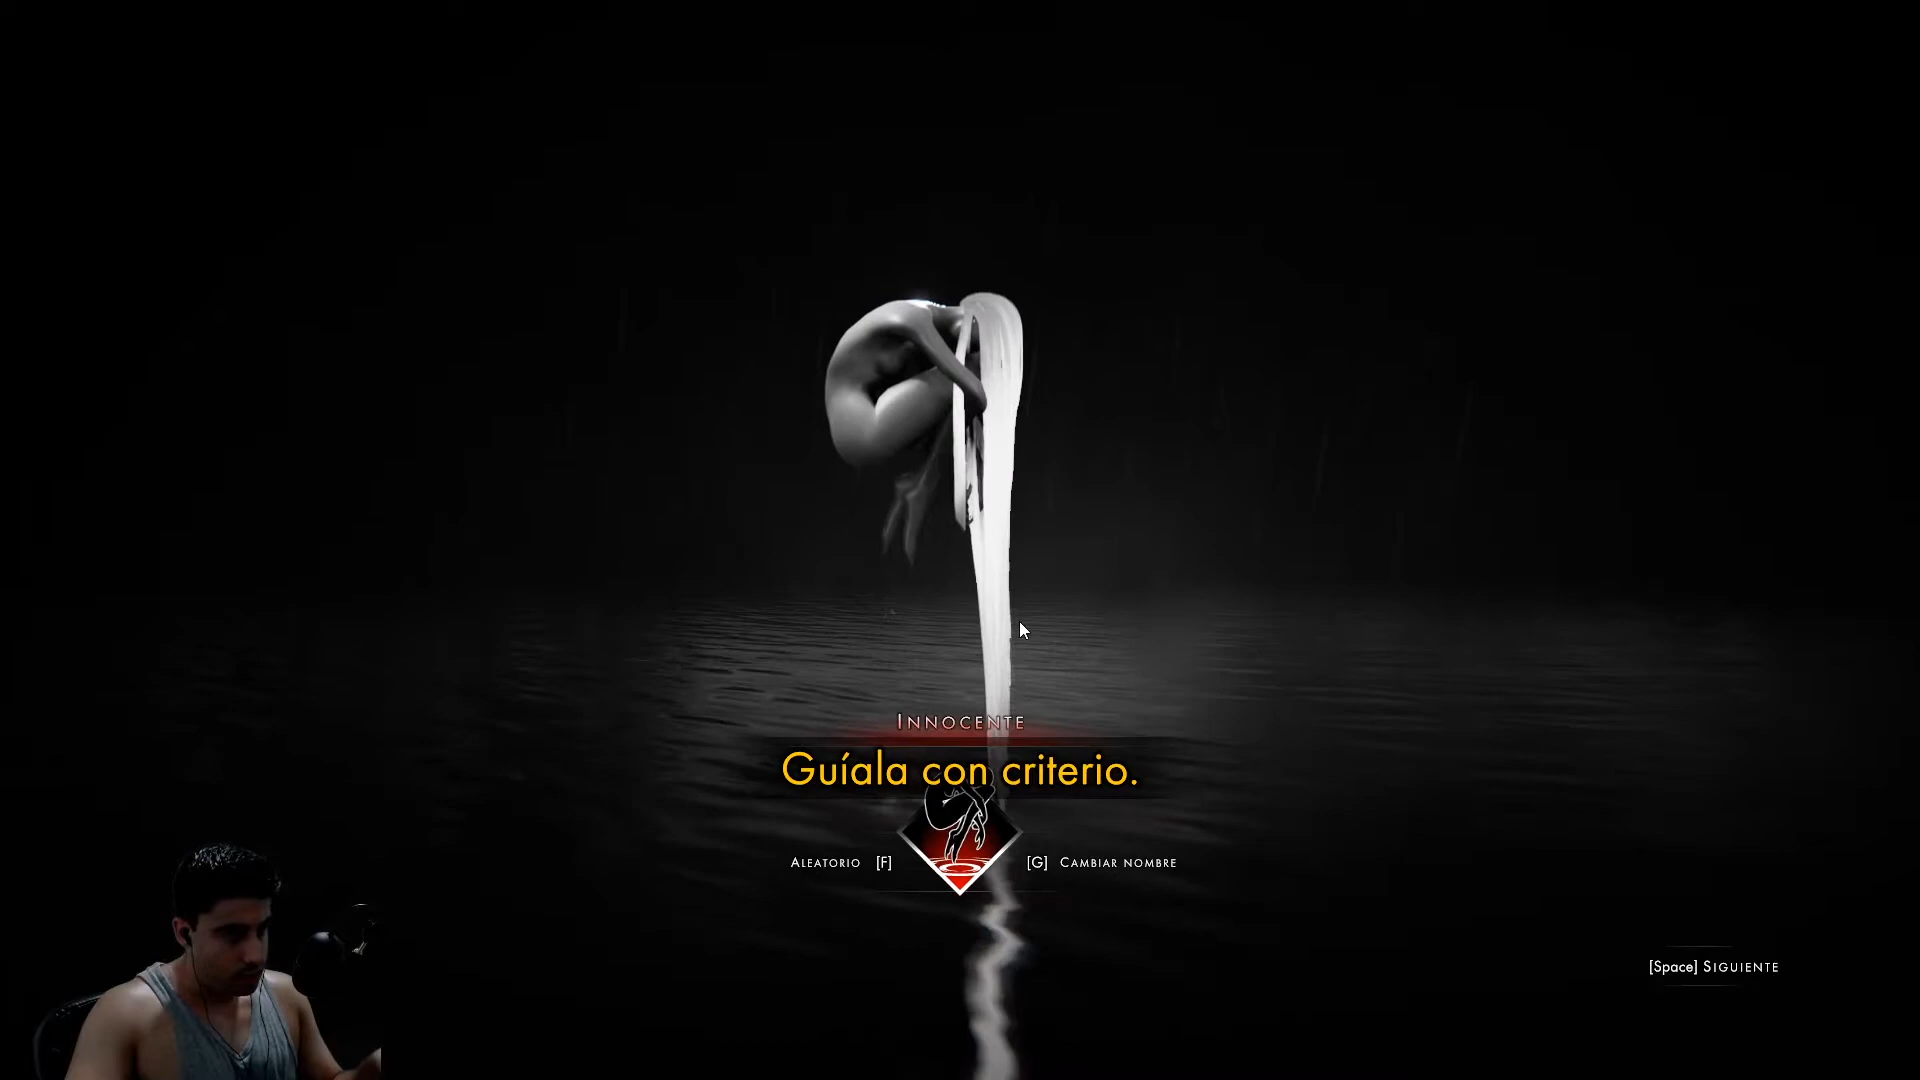 INNOCENTE
Guíala con criterio.
ALEATORIO [F]
[G] CAMBIAR NOMBRE
[Space] SIGUIENTE